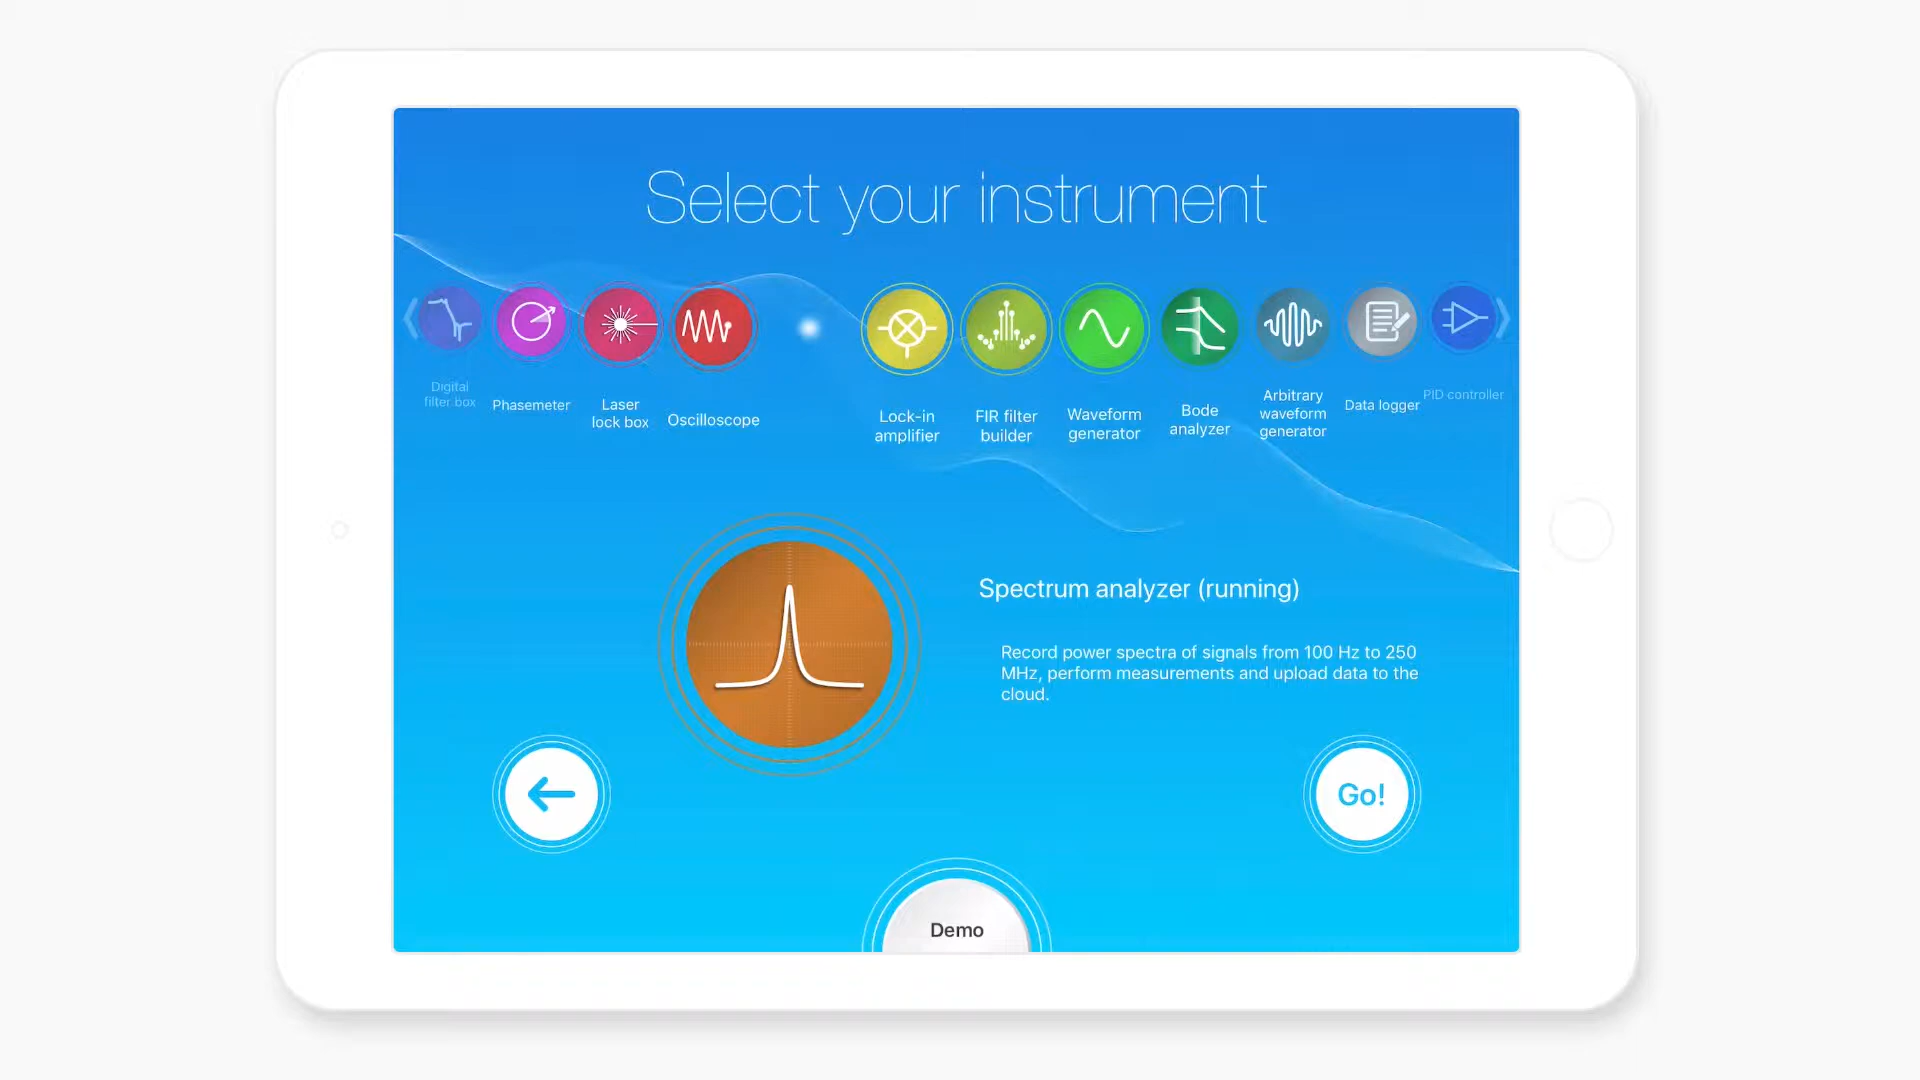 Select your instrument
Digital
filter box
Phasemeter
Laser
lock box
Oscilloscope
Lock-in
amplifier
FIR filter
builder
Waveform
generator
Bode
analyzer
Arbitrary
waveform
generator
Data logger
PID controller
Spectrum analyzer (running)
Record power spectra of signals from 100 Hz to 250
MHz, perform measurements and upload data to the
cloud.
Go!
Demo